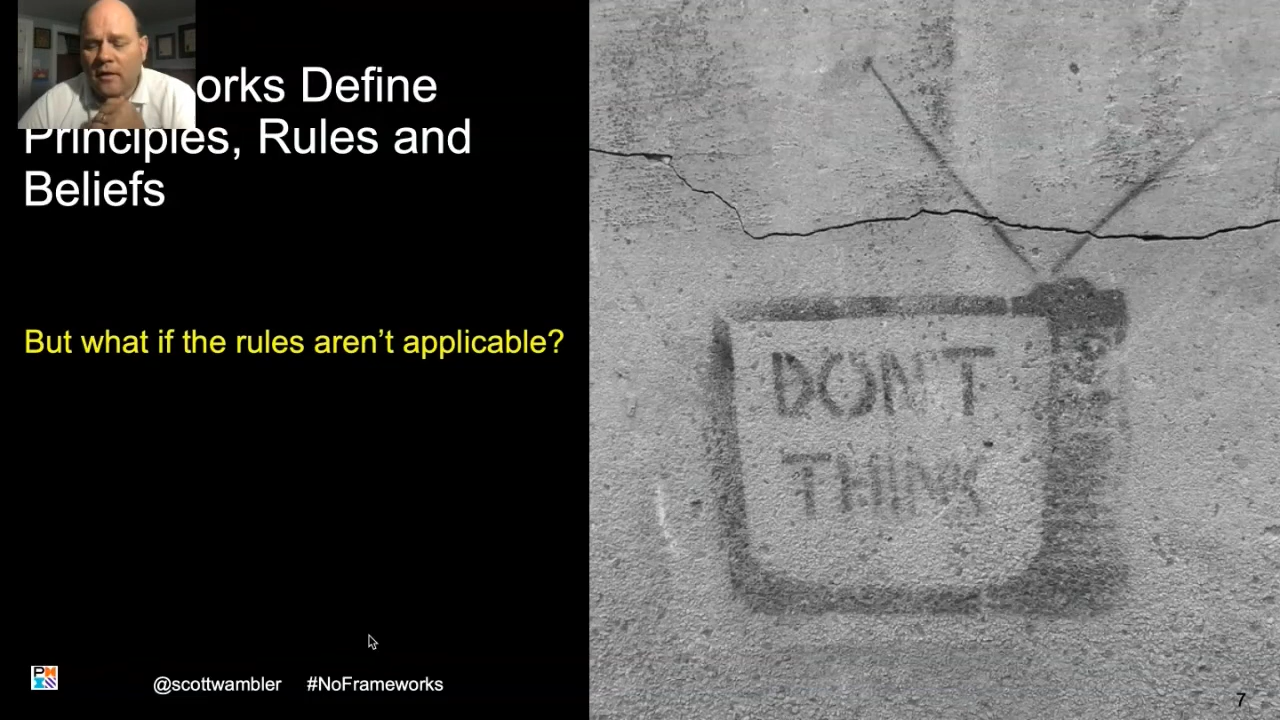 orks Define
Principles, Rules and
Beliefs
But what if the rules aren't applicable?
DON'T
THINK
@scottwambler #NoFrameworks
7